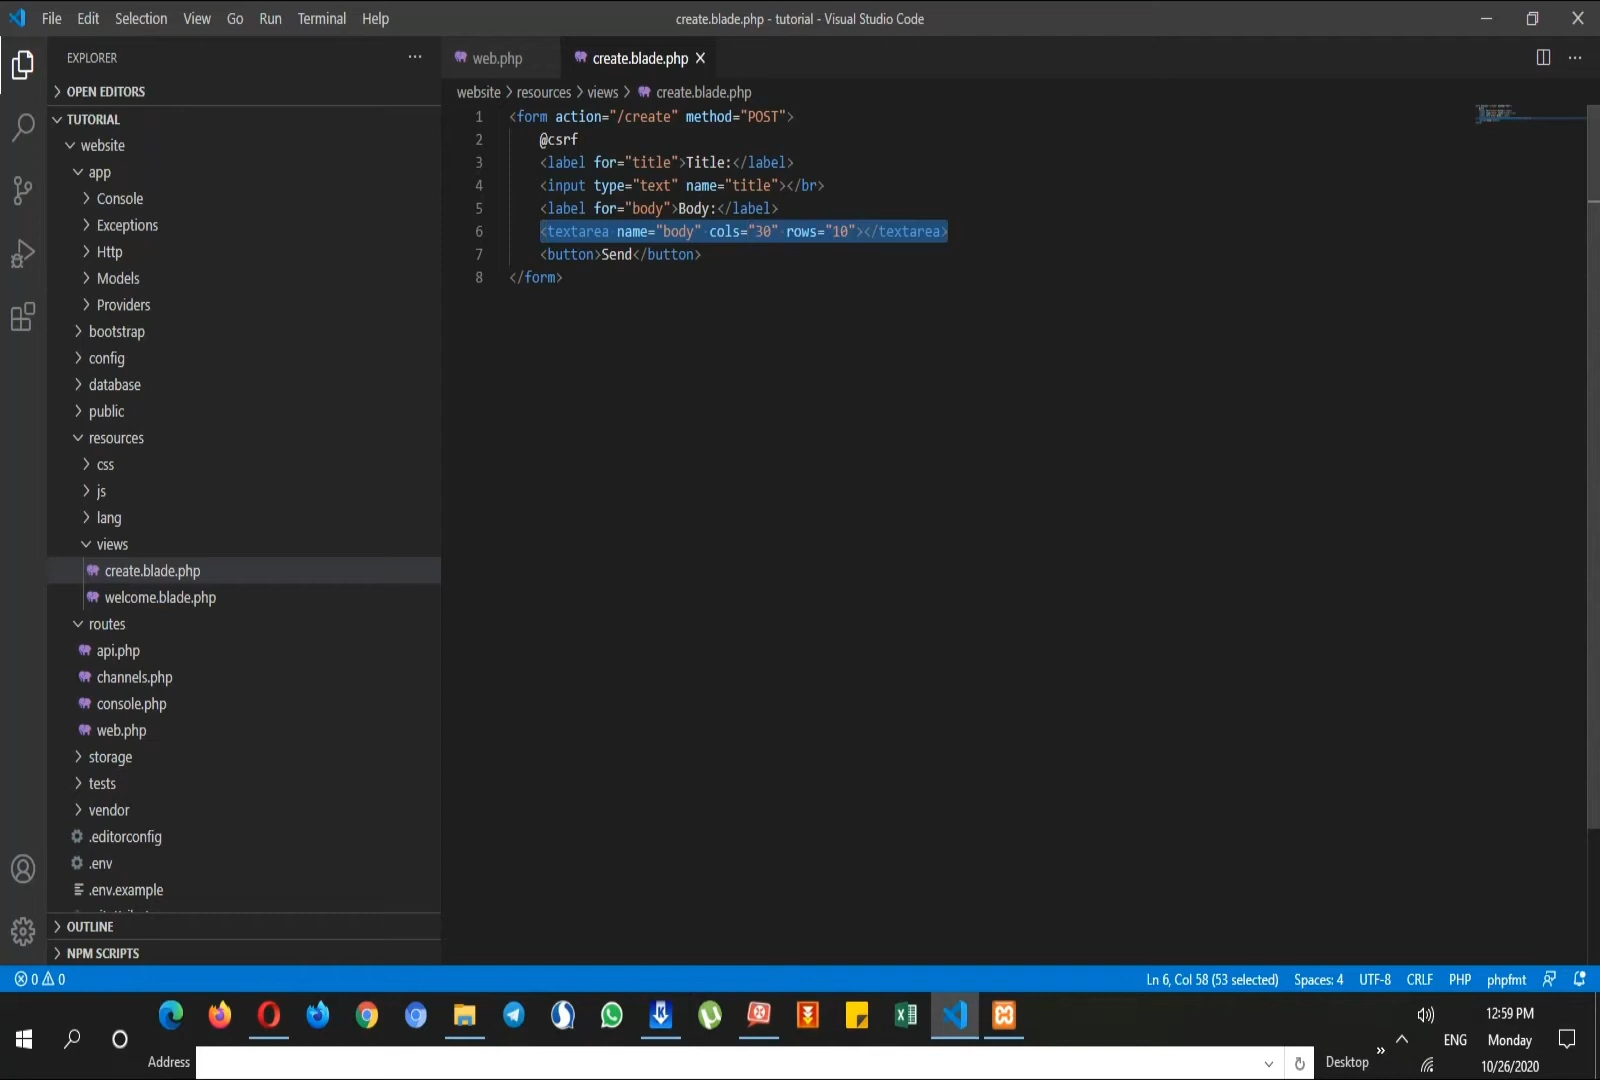 File Edit Selection View Go Run Terminal Help
create.blade.php - tutorial - Visual Studio Code
EXPLORER
OPEN EDITORS
TUTORIAL
website
app
Console
Exceptions
Http
Models
Providers
bootstrap
config
database
public
resources
css
js
lang
views
create.blade.php
welcome.blade.php
routes
api.php
channels.php
console.php
web.php
storage
tests
vendor
.editorconfig
.env
.env.example
OUTLINE
NPM SCRIPTS
web.php create.blade.php
website > resources > views > create.blade.php
1 <form action="/create" method="POST">
2 @csrf
3 <label for="title">Title:</label>
4 <input type="text" name="title"></br>
5 <label for="body">Body:</label>
6 <textarea name="body" cols="30" rows="10"></textarea>
7 <button>Send</button>
8 </form>
0 0
Ln 6, Col 58 (53 selected) Spaces: 4 UTF-8 CRLF PHP phpfmt
Address
Desktop
ENG
12:59 PM
Monday
10/26/2020